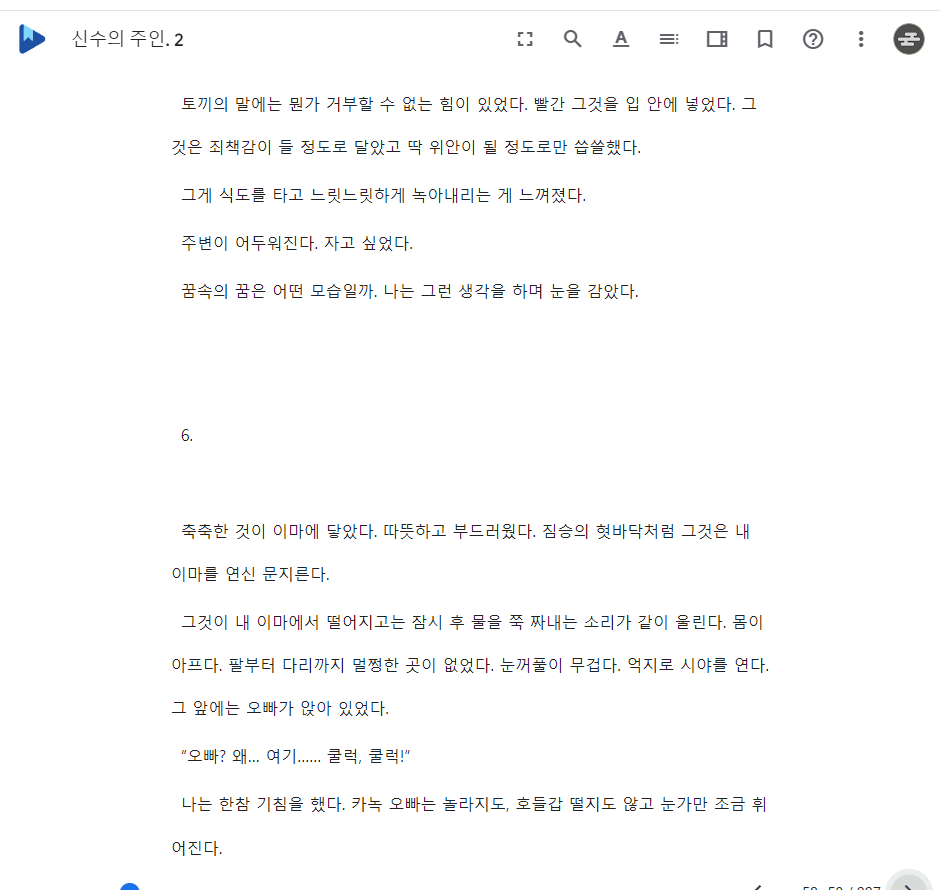 신수의 주인. 2
토끼의 말에는 뭔가 거부할 수 없는 힘이 있었다. 빨간 그것을 입 안에 넣었다. 그
것은 죄책감이 들 정도로 달았고 딱 위안이 될 정도로만 씁쓸했다.
그게 식도를 타고 느릿느릿하게 녹아내리는 게 느껴졌다.
주변이 어두워진다. 자고 싶었다.
꿈속의 꿈은 어떤 모습일까. 나는 그런 생각을 하며 눈을 감았다.
6.
축축한 것이 이마에 닿았다. 따뜻하고 부드러웠다. 짐승의 혓바닥처럼 그것은 내
이마를 연신 문지른다.
그것이 내 이마에서 떨어지고는 잠시 후 물을 쭉 짜내는 소리가 같이 울린다. 몸이
아프다. 팔부터 다리까지 멀쩡한 곳이 없었다. 눈꺼풀이 무겁다. 억지로 시야를 연다.
그 앞에는 오빠가 앉아 있었다.
“오빠? 왜... 여기...... 쿨럭, 쿨럭!”
나는 한참 기침을 했다. 카녹 오빠는 놀라지도, 호들갑 떨지도 않고 눈가만 조금 휘
어진다.